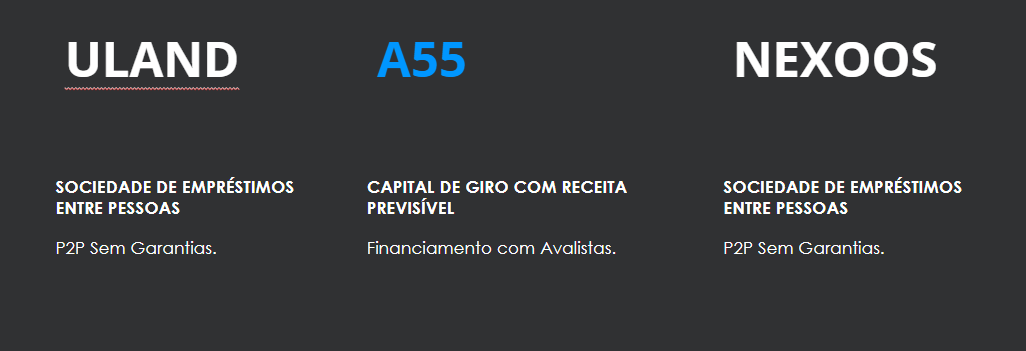 ULAND
A55
NEXOOS
SOCIEDADE DE EMPRÉSTIMOS
ENTRE PESSOAS
P2P Sem Garantias.
CAPITAL DE GIRO COM RECEITA
PREVISÍVEL
Financiamento com Avalistas.
SOCIEDADE DE EMPRÉSTIMOS
ENTRE PESSOAS
P2P Sem Garantias.